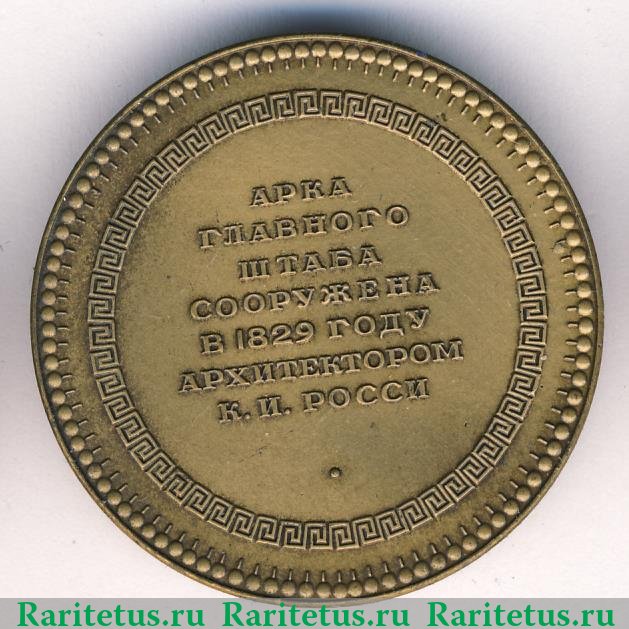 АРКА
ГЛАВНОГО
ШТАБА
СООРУЖЕНА
В 1829 ГОДУ
АРХИТЕКТОРОМ
К. И. РОССИ
Raritetus.ru Raritetus.ru Raritetus.ru